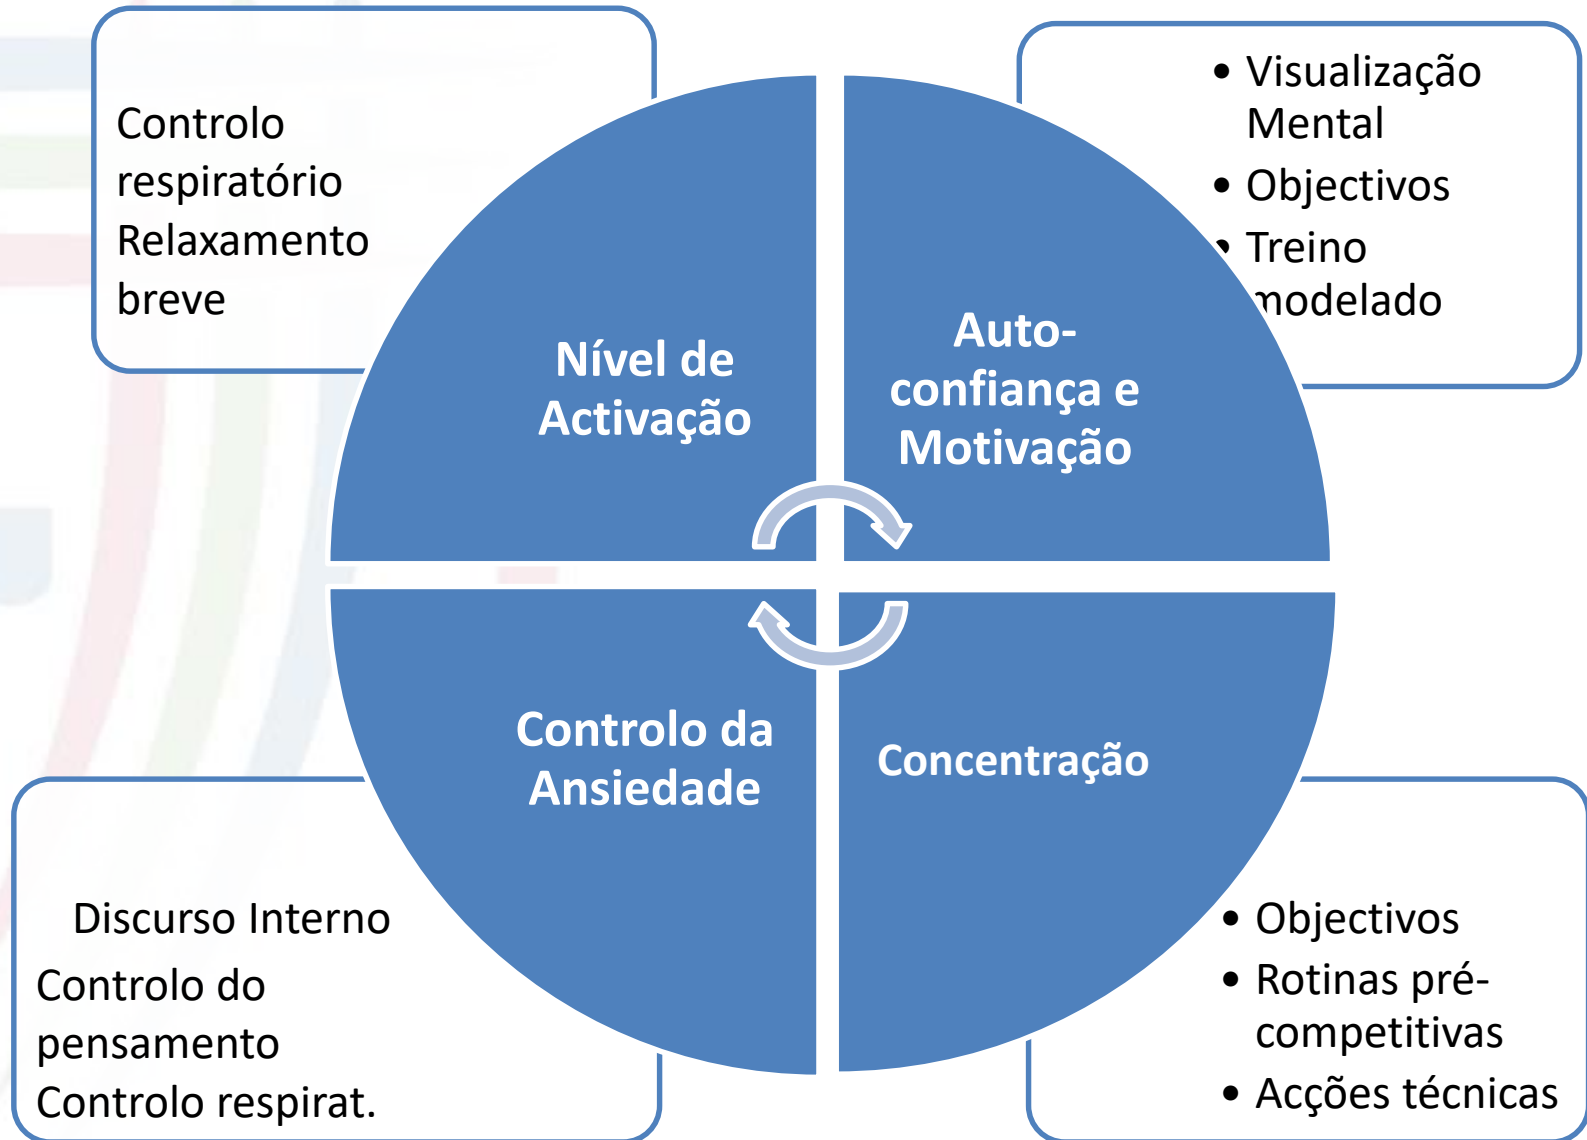 Controlo
respiratório
Relaxamento
breve
• Visualização
Mental
• Objectivos
• Treino
modelado
Nível de
Activação
Auto-
confiança e
Motivação
Controlo da
Ansiedade
Concentração
Discurso Interno
Controlo do
pensamento
Controlo respirat.
• Objectivos
• Rotinas pré-
competitivas
• Acções técnicas